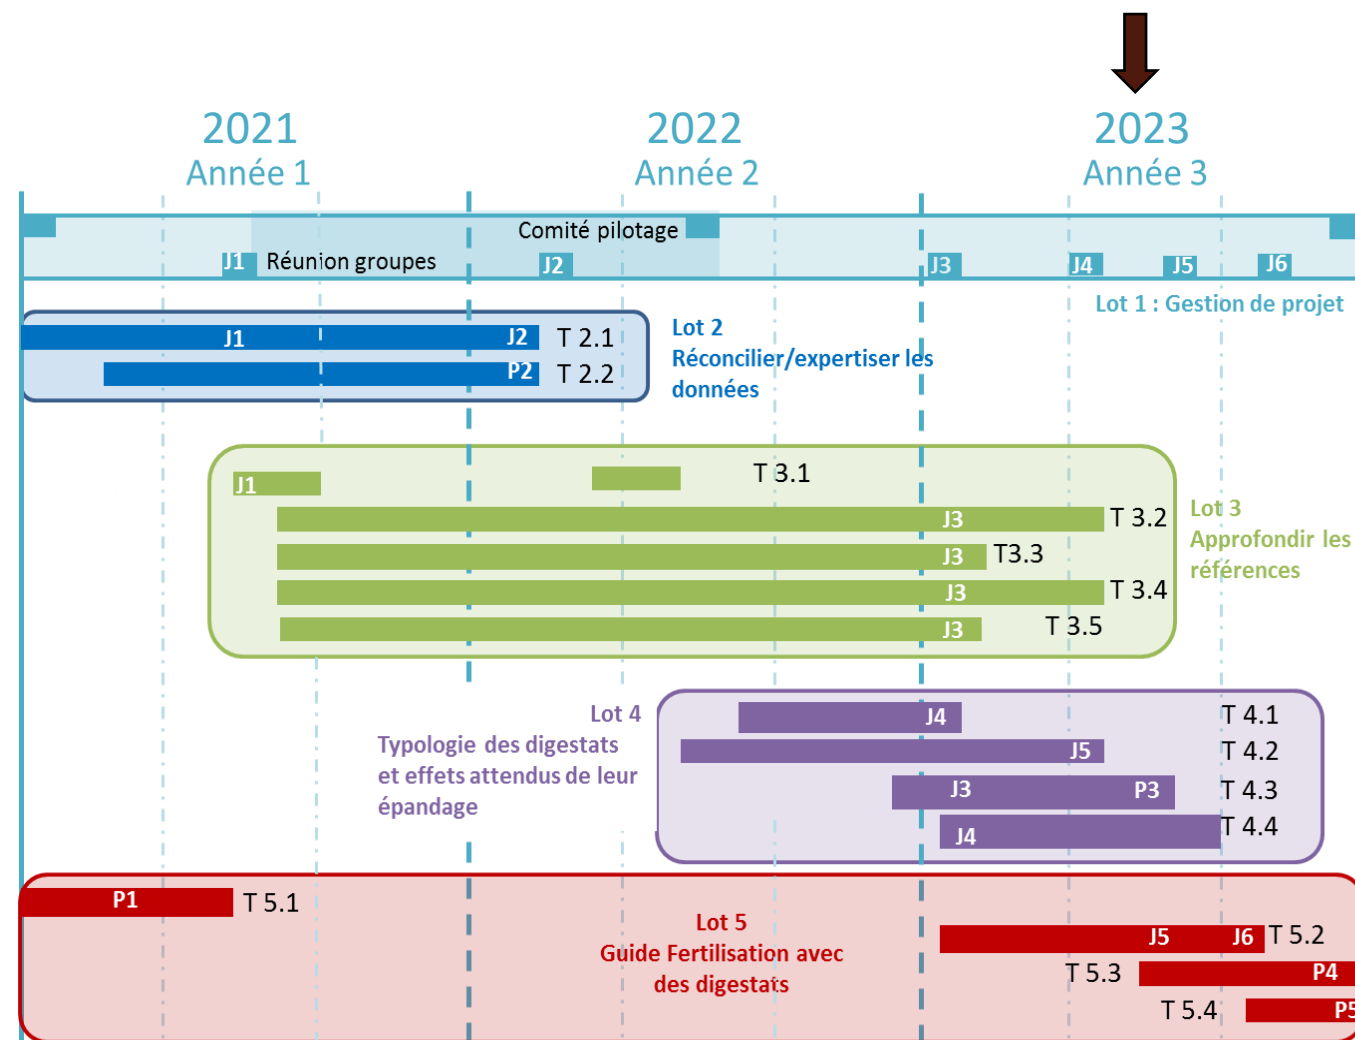 2021
Année 1
2022
Année 2
2023
Année 3
Comité pilotage
J1 Réunion groupes
J2
J3
J4
J5
J6
Lot 1 : Gestion de projet
J1
J2
T 2.1
P2
T 2.2
Lot 2
Réconcilier/expertiser les
données
J1
T 3.1
J3
T 3.2
J3
T3.3
J3
T 3.4
J3
T 3.5
Lot 3
Approfondir les
références
Lot 4
Typologie des digestats
et effets attendus de leur
épandage
J4
T 4.1
J5
T 4.2
J3
P3
T 4.3
J4
T 4.4
P1
T 5.1
Lot 5
Guide Fertilisation avec
des digestats
J5
J6
T 5.2
T 5.3
P4
T 5.4
P5